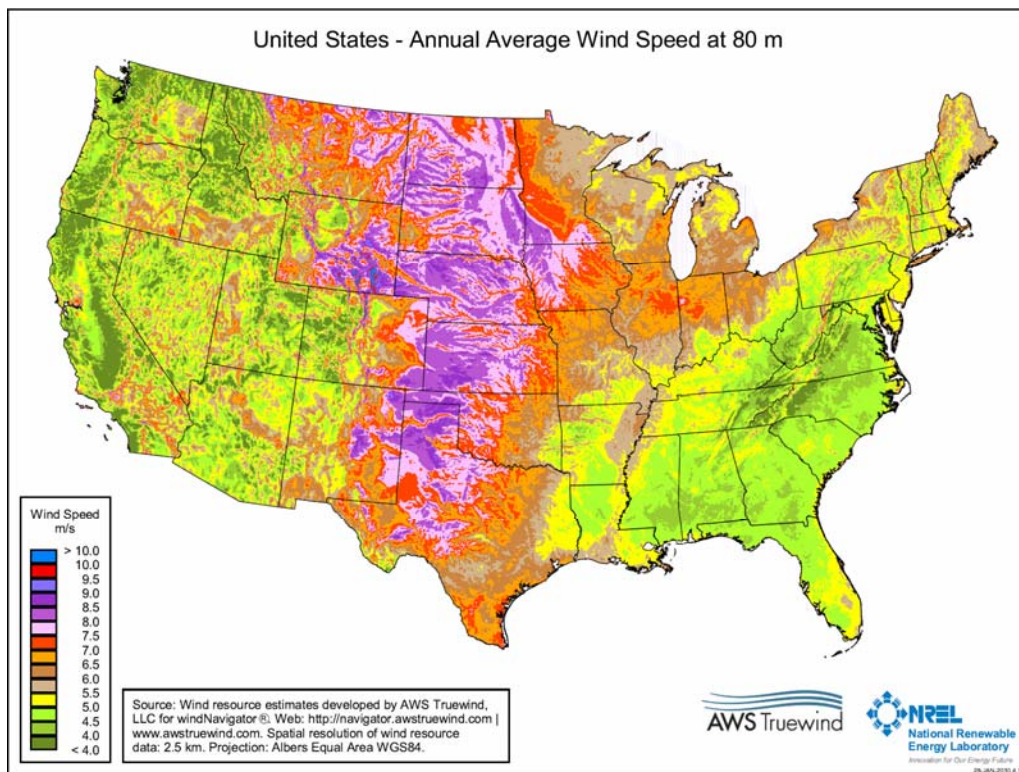 United States - Annual Average Wind Speed at 80 m
Wind Speed
m/s
> 10.0
10.0
9.5
9.0
8.5
8.0
7.5
7.0
6.5
6.0
5.5
5.0
4.5
4.0
< 4.0
Source: Wind resource estimates developed by AWS Truewind,
LLC for windNavigator ®. Web: http://navigator.awstruewind.com |
www.awstruewind.com. Spatial resolution of wind resource
data: 2.5 km. Projection: Albers Equal Area WGS84.
AWS Truewind
NREL
National Renewable
Energy Laboratory
Innovation for Our Energy Future